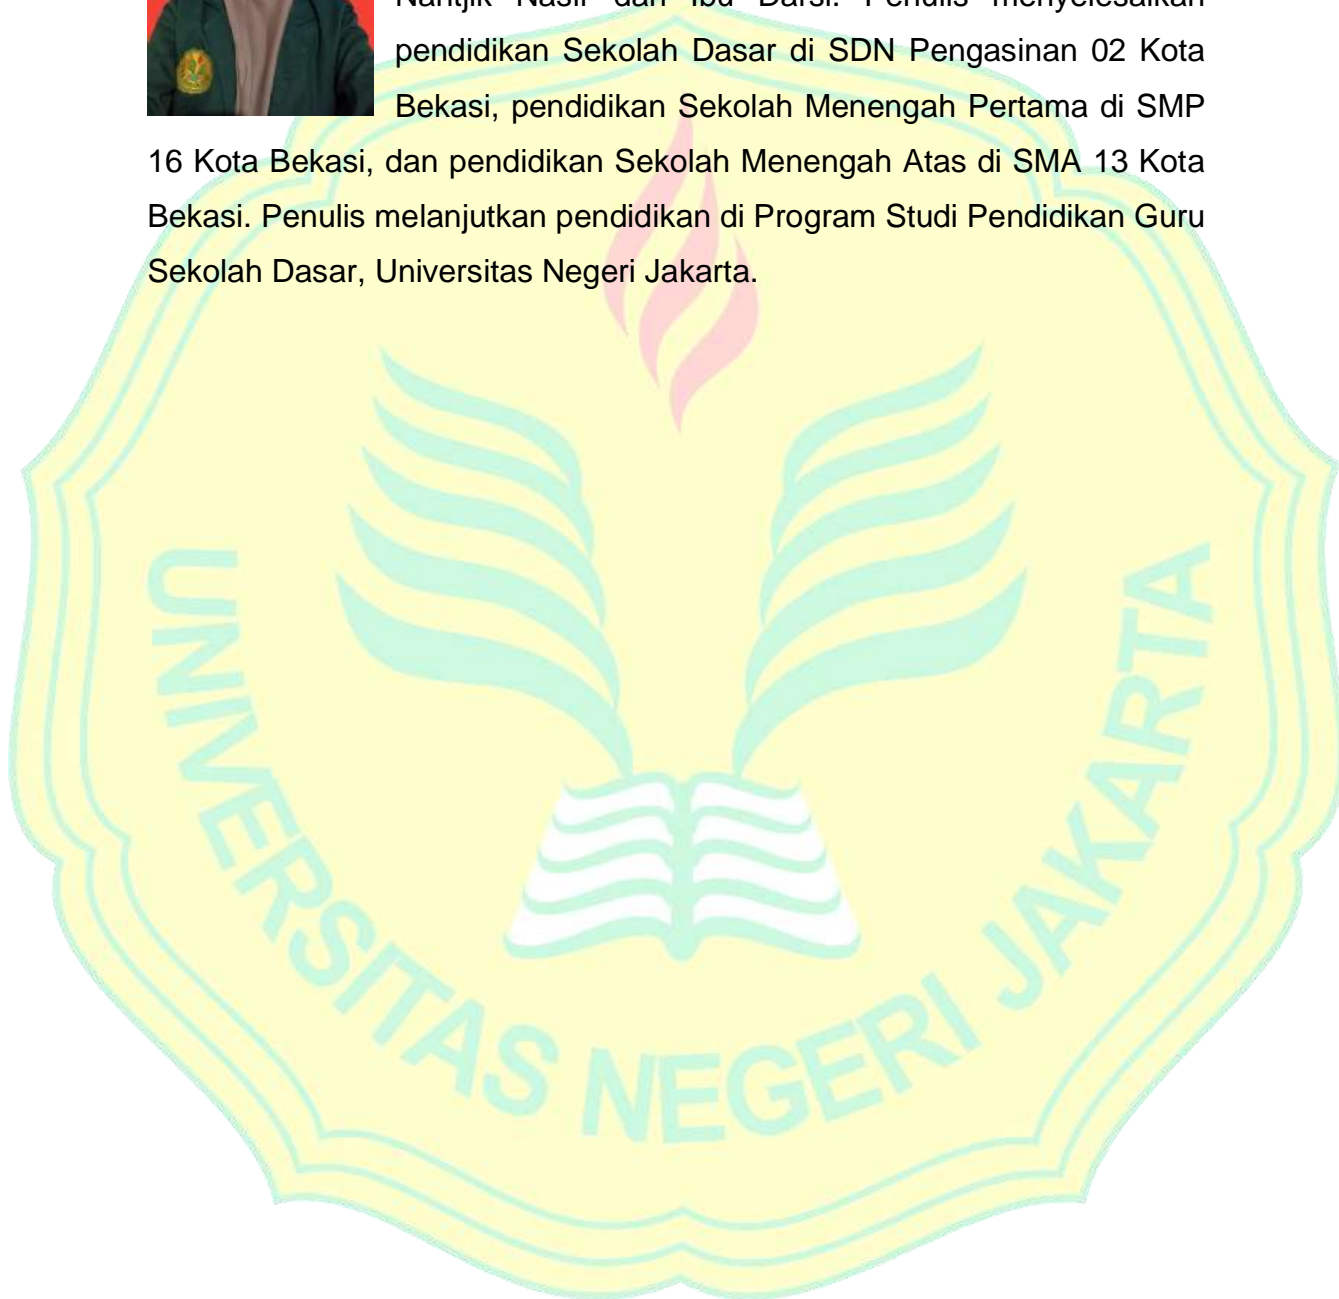 Nantjik Nasir dan Ibu Darsi. Penulis menyelesaikan
pendidikan Sekolah Dasar di SDN Pengasinan 02 Kota
Bekasi, pendidikan Sekolah Menengah Pertama di SMP
16 Kota Bekasi, dan pendidikan Sekolah Menengah Atas di SMA 13 Kota
Bekasi. Penulis melanjutkan pendidikan di Program Studi Pendidikan Guru
Sekolah Dasar, Universitas Negeri Jakarta.
UNIVERSITAS NEGERI JAKARTA